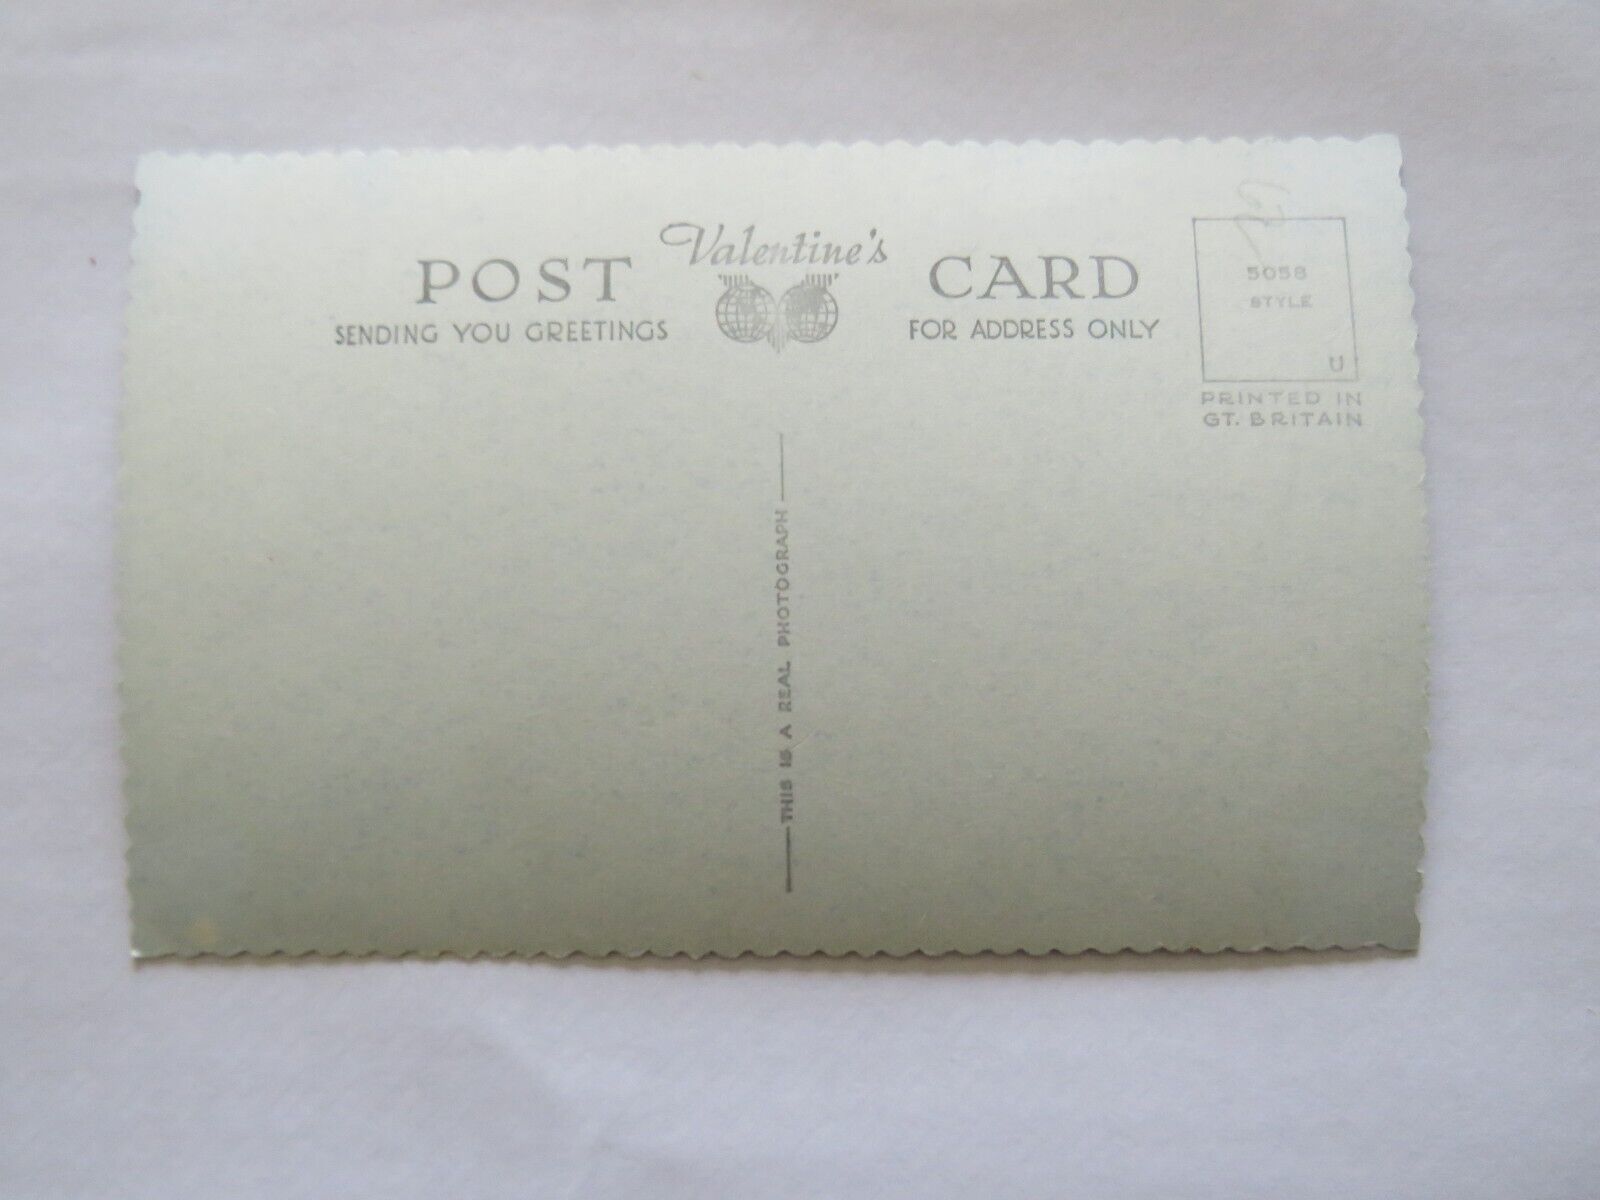 Valentine's
POST CARD
SENDING YOU GREETINGS
FOR ADDRESS ONLY
5058
STYLE
U
PRINTED IN
GT. BRITAIN
THIS IS A REAL PHOTOGRAPH